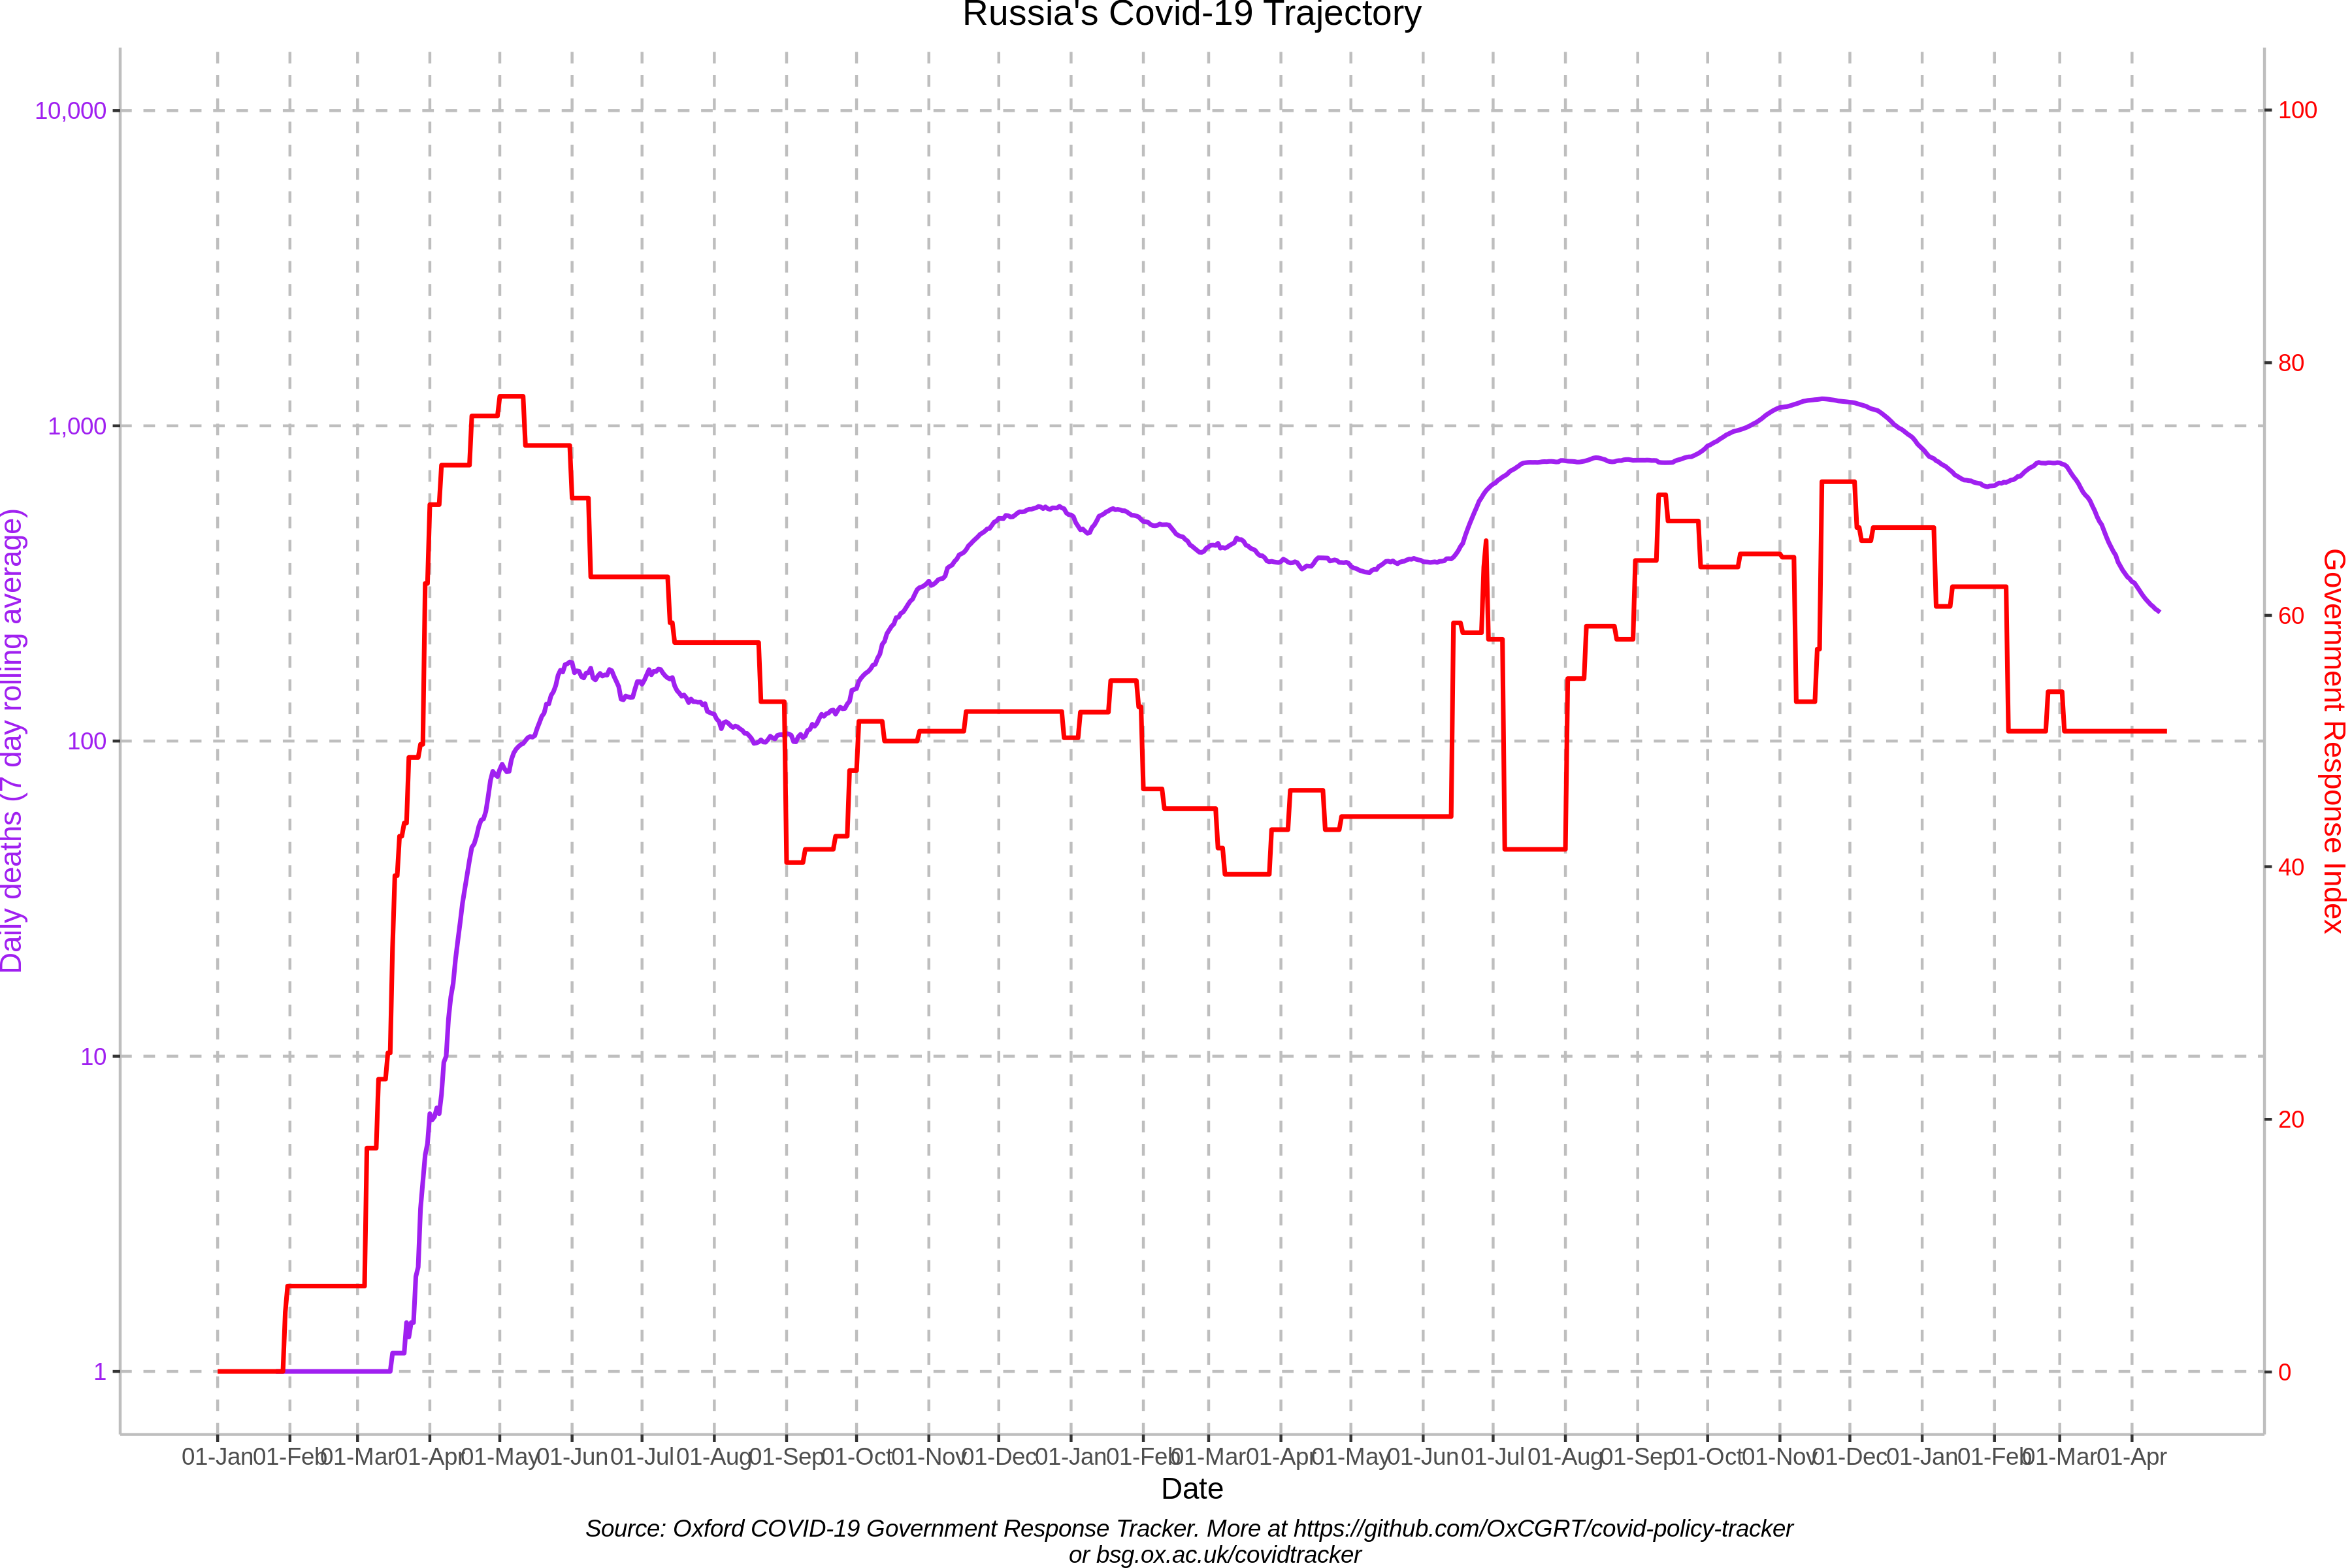 Russia's Covid-19 Trajectory
10,000
1,000
100
10
1
Daily deaths (7 day rolling average)
100
80
60
40
20
0
Government Response Index
01-Jan 01-Feb 01-Mar 01-Apr 01-May 01-Jun 01-Jul 01-Aug 01-Sep 01-Oct 01-Nov 01-Dec 01-Jan 01-Feb 01-Mar 01-Apr 01-May 01-Jun 01-Jul 01-Aug 01-Sep 01-Oct 01-Nov 01-Dec 01-Jan 01-Feb 01-Mar 01-Apr
Date
Source: Oxford COVID-19 Government Response Tracker. More at https://github.com/OxCGRT/covid-policy-tracker
or bsg.ox.ac.uk/covidtracker